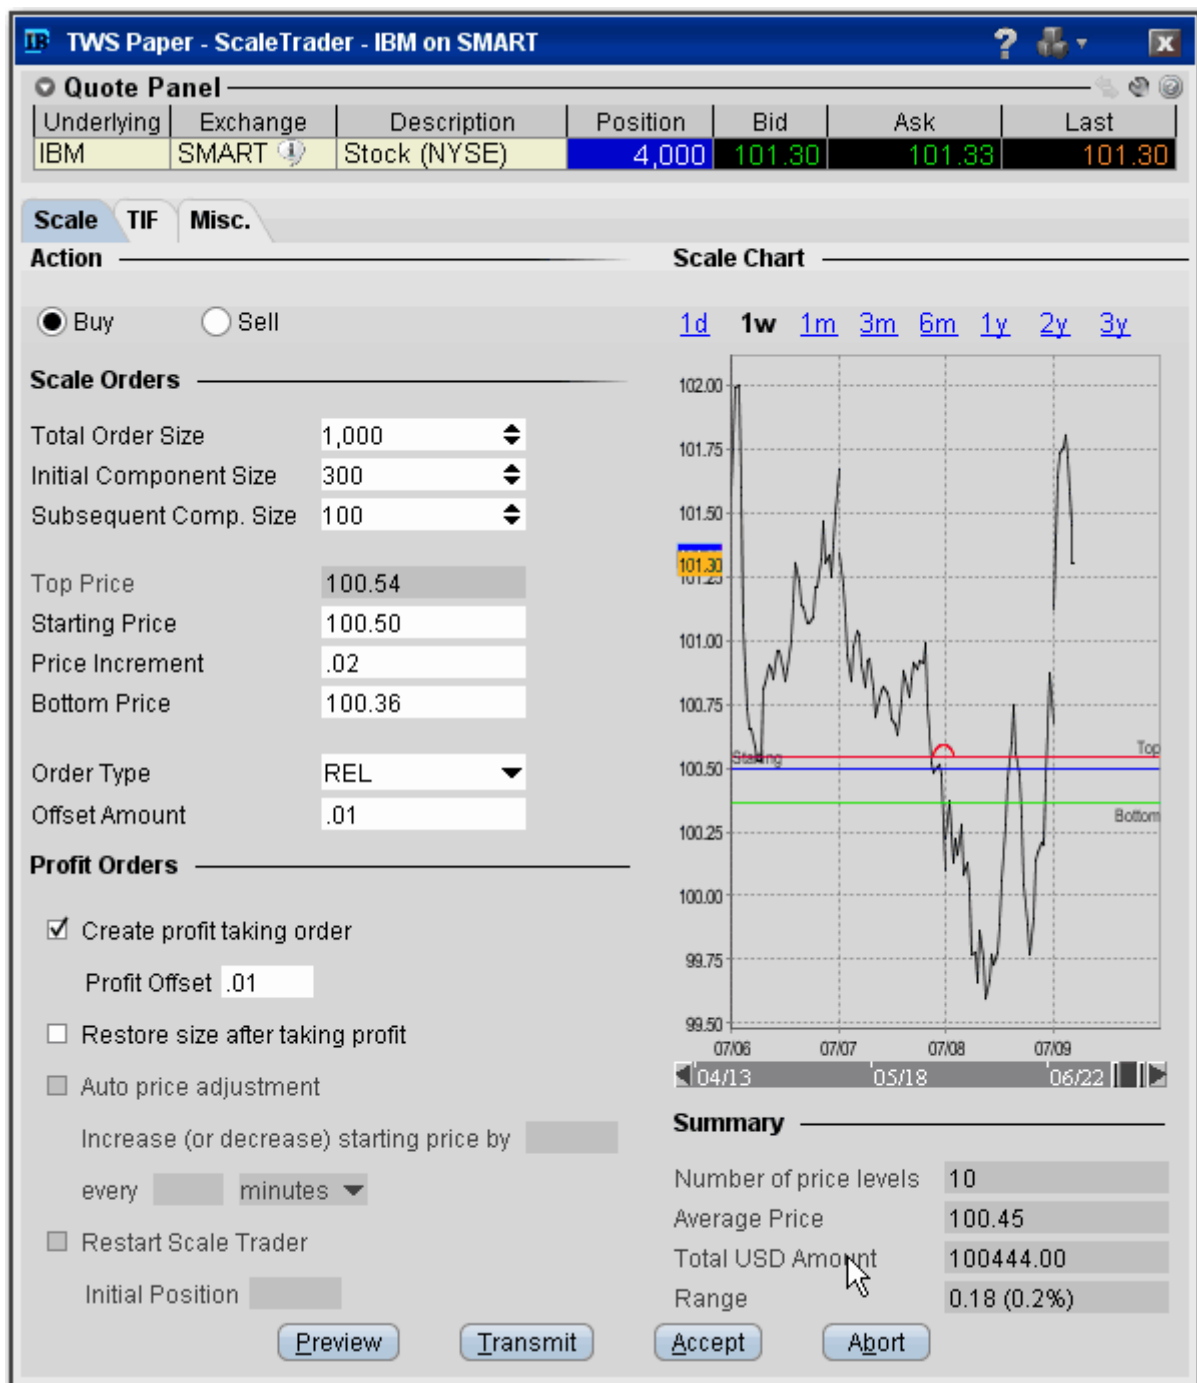 TWS Paper - ScaleTrader - IBM on SMART
Quote Panel
Underlying Exchange Description Position Bid Ask Last
IBM SMART Stock (NYSE) 4,000 101.30 101.33 101.30
Scale TIF Misc.
Action
Buy Sell
Scale Orders
Total Order Size 1,000
Initial Component Size 300
Subsequent Comp. Size 100
Top Price 100.54
Starting Price 100.50
Price Increment .02
Bottom Price 100.36
Order Type REL
Offset Amount .01
Profit Orders
Create profit taking order
Profit Offset .01
Restore size after taking profit
Auto price adjustment
Increase (or decrease) starting price by
every minutes
Restart Scale Trader
Initial Position
Scale Chart
1d 1w 1m 3m 6m 1y 2y 3y
102.00
101.75
101.50
101.30
101.25
101.00
100.75
Starting Top
100.50
Bottom
100.25
100.00
99.75
99.50
07/06 07/07 07/08 07/09
04/13 05/18 06/22
Summary
Number of price levels 10
Average Price 100.45
Total USD Amount 100444.00
Range 0.18 (0.2%)
Preview Transmit Accept Abort